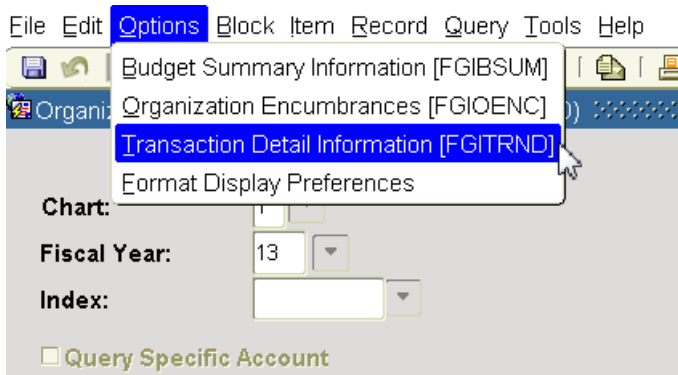 File Edit Options Block Item Record Query Tools Help
Budget Summary Information [FGIBSUM]
Organization Encumbrances [FGIOENC]
Transaction Detail Information [FGITRND]
Format Display Preferences
Chart:
Fiscal Year: 13
Index:
Query Specific Account